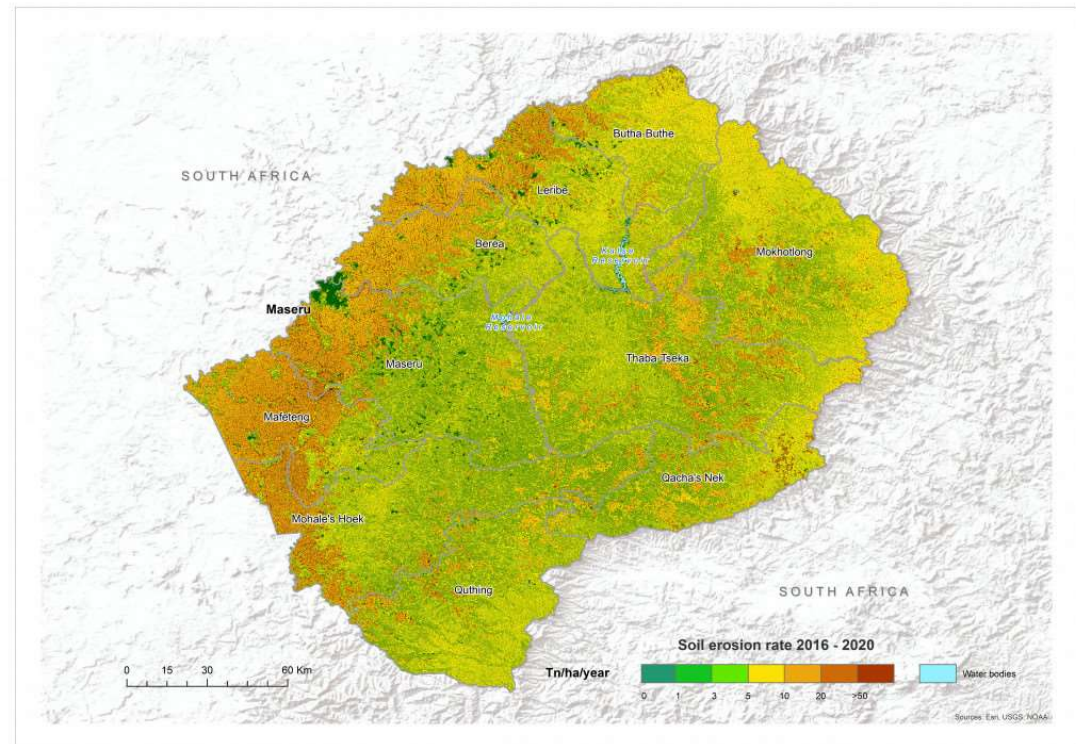 Butha-Buthe
SOUTH AFRICA
Leribe
Berea
Katse
Reservoir
Mokhotlong
Maseru
Mohale
Reservoir
Thaba-Tseka
Maseru
Mafeteng
Qacha's Nek
Mohale's Hoek
Quthing
SOUTH AFRICA
Soil erosion rate 2016 - 2020
0 15 30 60 Km
Tn/ha/year
Water bodies
0 1 3 5 10 20 >50
Sources: Esri, USGS, NOAA